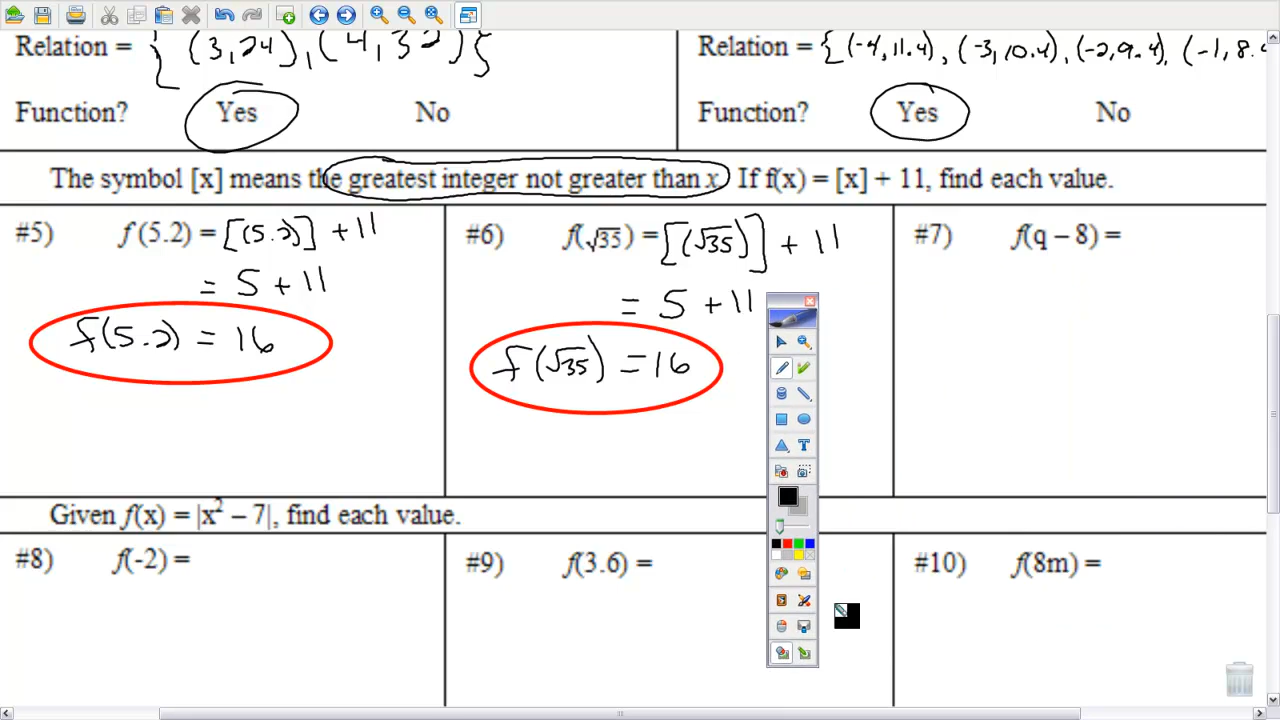 Relation = { (3,24), (4,32)}
Relation = { (-4,11.4), (-3,10.4), (-2,9.4), (-1,8.4
Function? Yes No
Function? Yes No
The symbol [x] means the greatest integer not greater than x. If f(x) = [x] + 11, find each value.
#5) f (5.2) = [(5.2)] + 11
= 5 + 11
f(5.2) = 16
#6) f(√35) = [(√35)] + 11
= 5 + 11
f(√35) = 16
#7) f(q – 8) =
Given f(x) = |x² – 7|, find each value.
#8) f(-2) =
#9) f(3.6) =
#10) f(8m) =